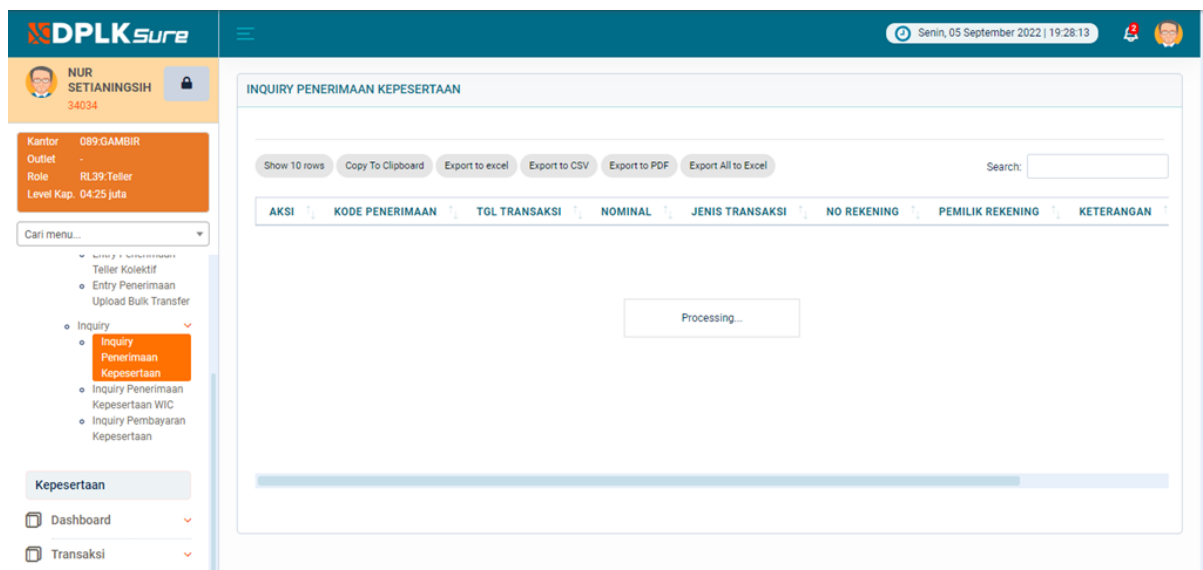 DPLKsure
Senin, 05 September 2022 | 19:28:13
2
NUR
SETIANINGSIH
34034
Kantor 089:GAMBIR
Outlet -
Role RL39:Teller
Level Kap. 04:25 juta
Cari menu...
Entry Penerimaan
Teller Kolektif
Entry Penerimaan
Upload Bulk Transfer
Inquiry
Inquiry
Penerimaan
Kepesertaan
Inquiry Penerimaan
Kepesertaan WIC
Inquiry Pembayaran
Kepesertaan
Kepesertaan
Dashboard
Transaksi
INQUIRY PENERIMAAN KEPESERTAAN
Show 10 rows Copy To Clipboard Export to excel Export to CSV Export to PDF Export All to Excel Search:
AKSI KODE PENERIMAAN TGL TRANSAKSI NOMINAL JENIS TRANSAKSI NO REKENING PEMILIK REKENING KETERANGAN
Processing...